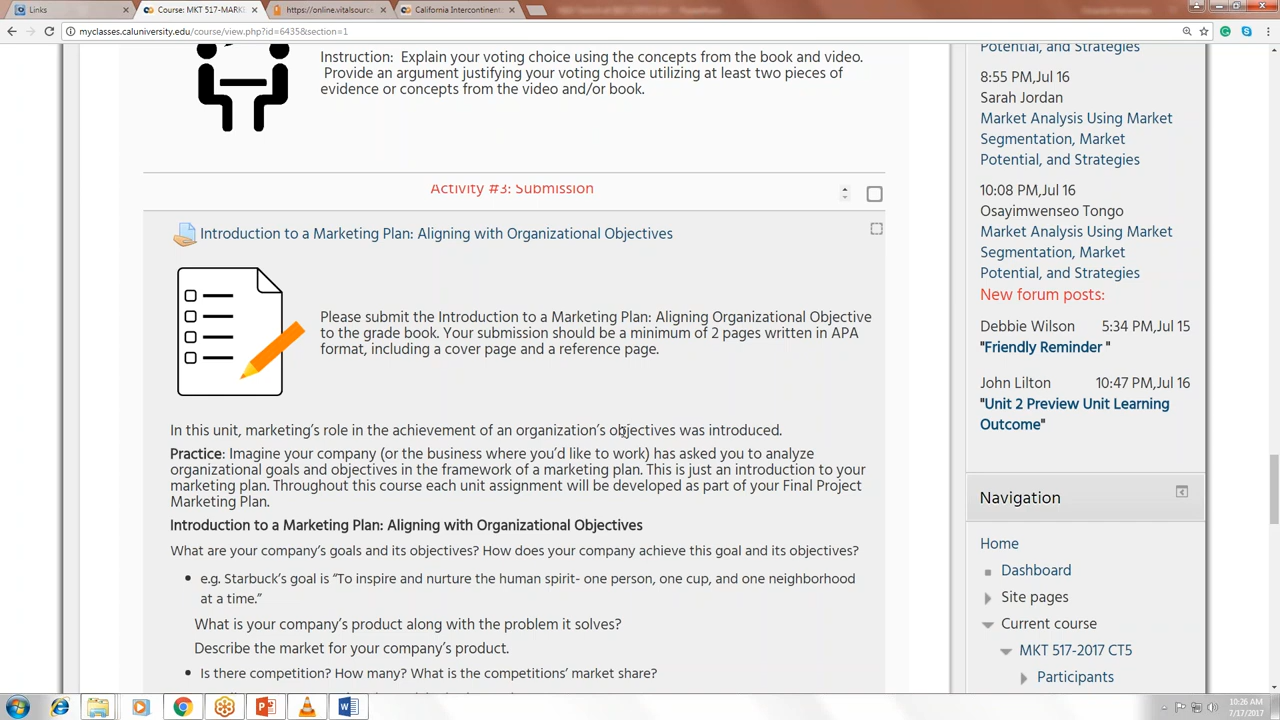 Links
Course: MKT 517-MARK
https://online.vitalsource
California Intercontinent
myclasses.caluniversity.edu/course/view.php?id=6435&section=1
Instruction: Explain your voting choice using the concepts from the book and video.
Provide an argument justifying your voting choice utilizing at least two pieces of
evidence or concepts from the video and/or book.
Activity #3: Submission
Introduction to a Marketing Plan: Aligning with Organizational Objectives
Please submit the Introduction to a Marketing Plan: Aligning Organizational Objective
to the grade book. Your submission should be a minimum of 2 pages written in APA
format, including a cover page and a reference page.
In this unit, marketing's role in the achievement of an organization's objectives was introduced.
Practice: Imagine your company (or the business where you'd like to work) has asked you to analyze
organizational goals and objectives in the framework of a marketing plan. This is just an introduction to your
marketing plan. Throughout this course each unit assignment will be developed as part of your Final Project
Marketing Plan.
Introduction to a Marketing Plan: Aligning with Organizational Objectives
What are your company's goals and its objectives? How does your company achieve this goal and its objectives?
e.g. Starbuck's goal is "To inspire and nurture the human spirit- one person, one cup, and one neighborhood
at a time."
What is your company's product along with the problem it solves?
Describe the market for your company's product.
Is there competition? How many? What is the competitions' market share?
Potential, and Strategies
8:55 PM,Jul 16
Sarah Jordan
Market Analysis Using Market
Segmentation, Market
Potential, and Strategies
10:08 PM,Jul 16
Osayimwenseo Tongo
Market Analysis Using Market
Segmentation, Market
Potential, and Strategies
New forum posts:
Debbie Wilson 5:34 PM,Jul 15
"Friendly Reminder "
John Lilton 10:47 PM,Jul 16
"Unit 2 Preview Unit Learning
Outcome"
Navigation
Home
Dashboard
Site pages
Current course
MKT 517-2017 CT5
Participants
10:26 AM
7/17/2017